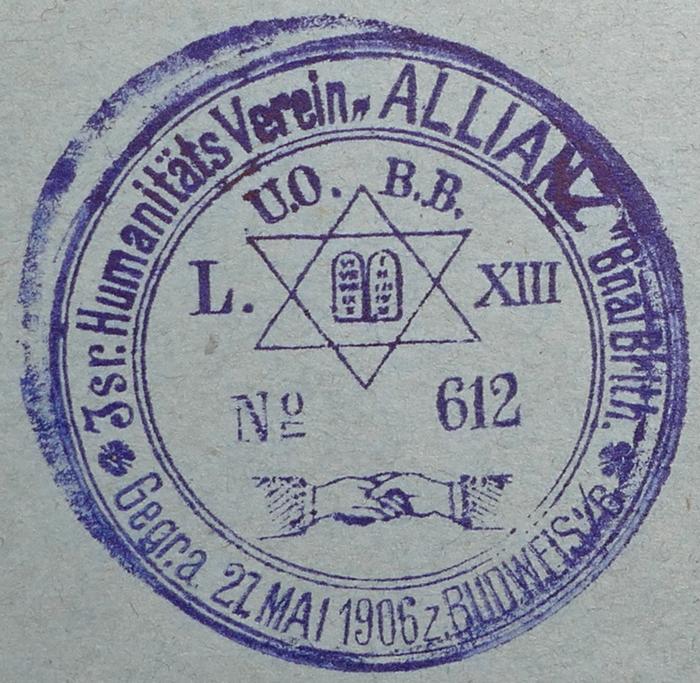 Isr. Humanitäts Verein „ALLIANZ" Bnai Brith.
U.O. B.B.
L. XIII
Nº 612
Gegr. a. 27. MAI 1906 z. BUDWEIS i/B